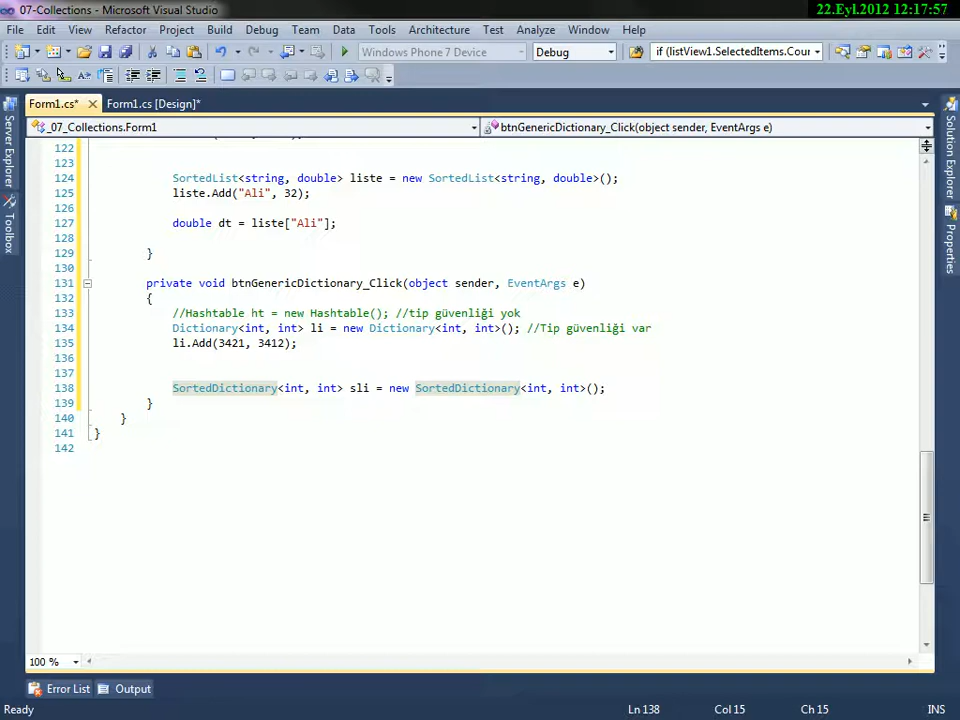 07-Collections - Microsoft Visual Studio
22.Eyl.2012 12:17:57
File Edit View Refactor Project Build Debug Team Data Tools Architecture Test Analyze Window Help
Windows Phone 7 Device Debug if (listView1.SelectedItems.Cour
Form1.cs* Form1.cs [Design]*
_07_Collections.Form1 btnGenericDictionary_Click(object sender, EventArgs e)
Server Explorer
Toolbox
Solution Explorer
Properties
122
123
124 SortedList<string, double> liste = new SortedList<string, double>();
125 liste.Add("Ali", 32);
126
127 double dt = liste["Ali"];
128
129 }
130
131 private void btnGenericDictionary_Click(object sender, EventArgs e)
132 {
133 //Hashtable ht = new Hashtable(); //tip güvenliği yok
134 Dictionary<int, int> li = new Dictionary<int, int>(); //Tip güvenliği var
135 li.Add(3421, 3412);
136
137
138 SortedDictionary<int, int> sli = new SortedDictionary<int, int>();
139 }
140 }
141 }
142
100 %
Error List Output
Ready Ln 138 Col 15 Ch 15 INS